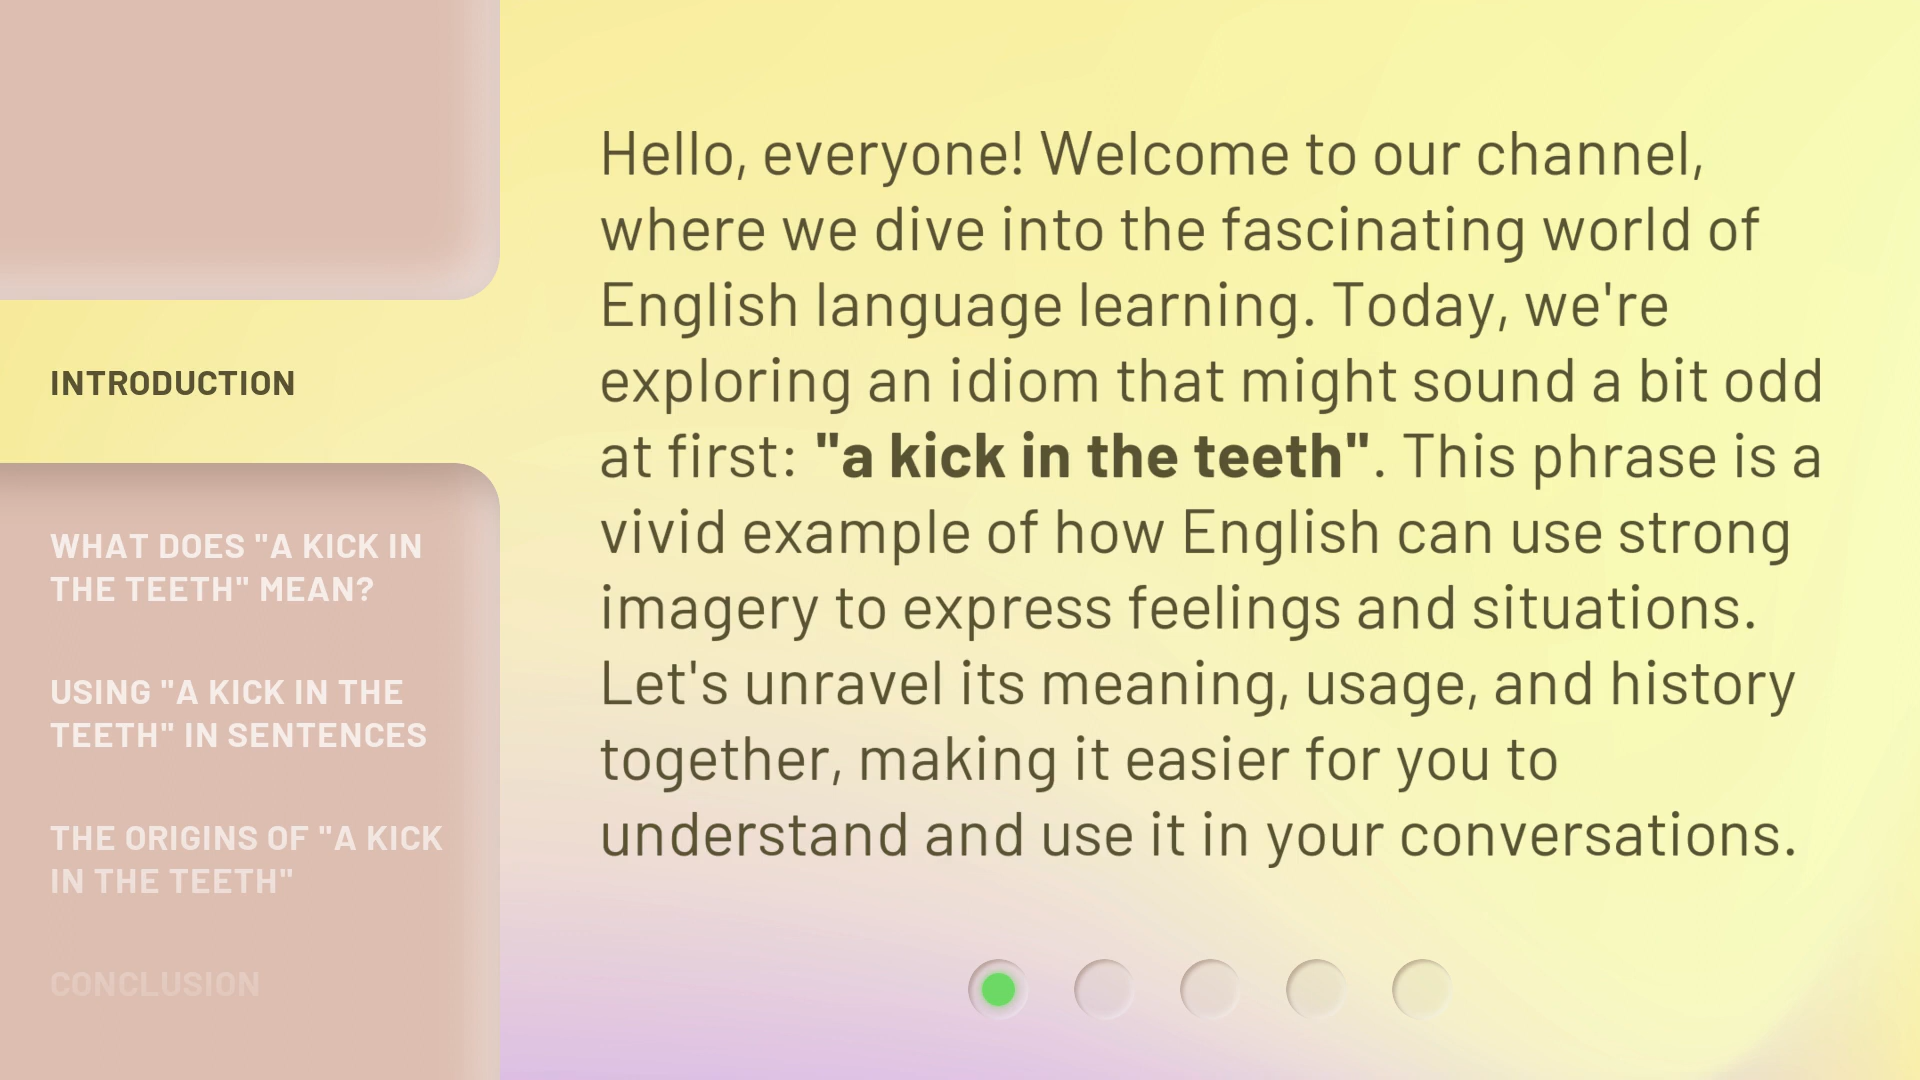 INTRODUCTION
WHAT DOES "A KICK IN
THE TEETH" MEAN?
USING "A KICK IN THE
TEETH" IN SENTENCES
THE ORIGINS OF "A KICK
IN THE TEETH"
CONCLUSION
Hello, everyone! Welcome to our channel,
where we dive into the fascinating world of
English language learning. Today, we're
exploring an idiom that might sound a bit odd
at first: "a kick in the teeth". This phrase is a
vivid example of how English can use strong
imagery to express feelings and situations.
Let's unravel its meaning, usage, and history
together, making it easier for you to
understand and use it in your conversations.